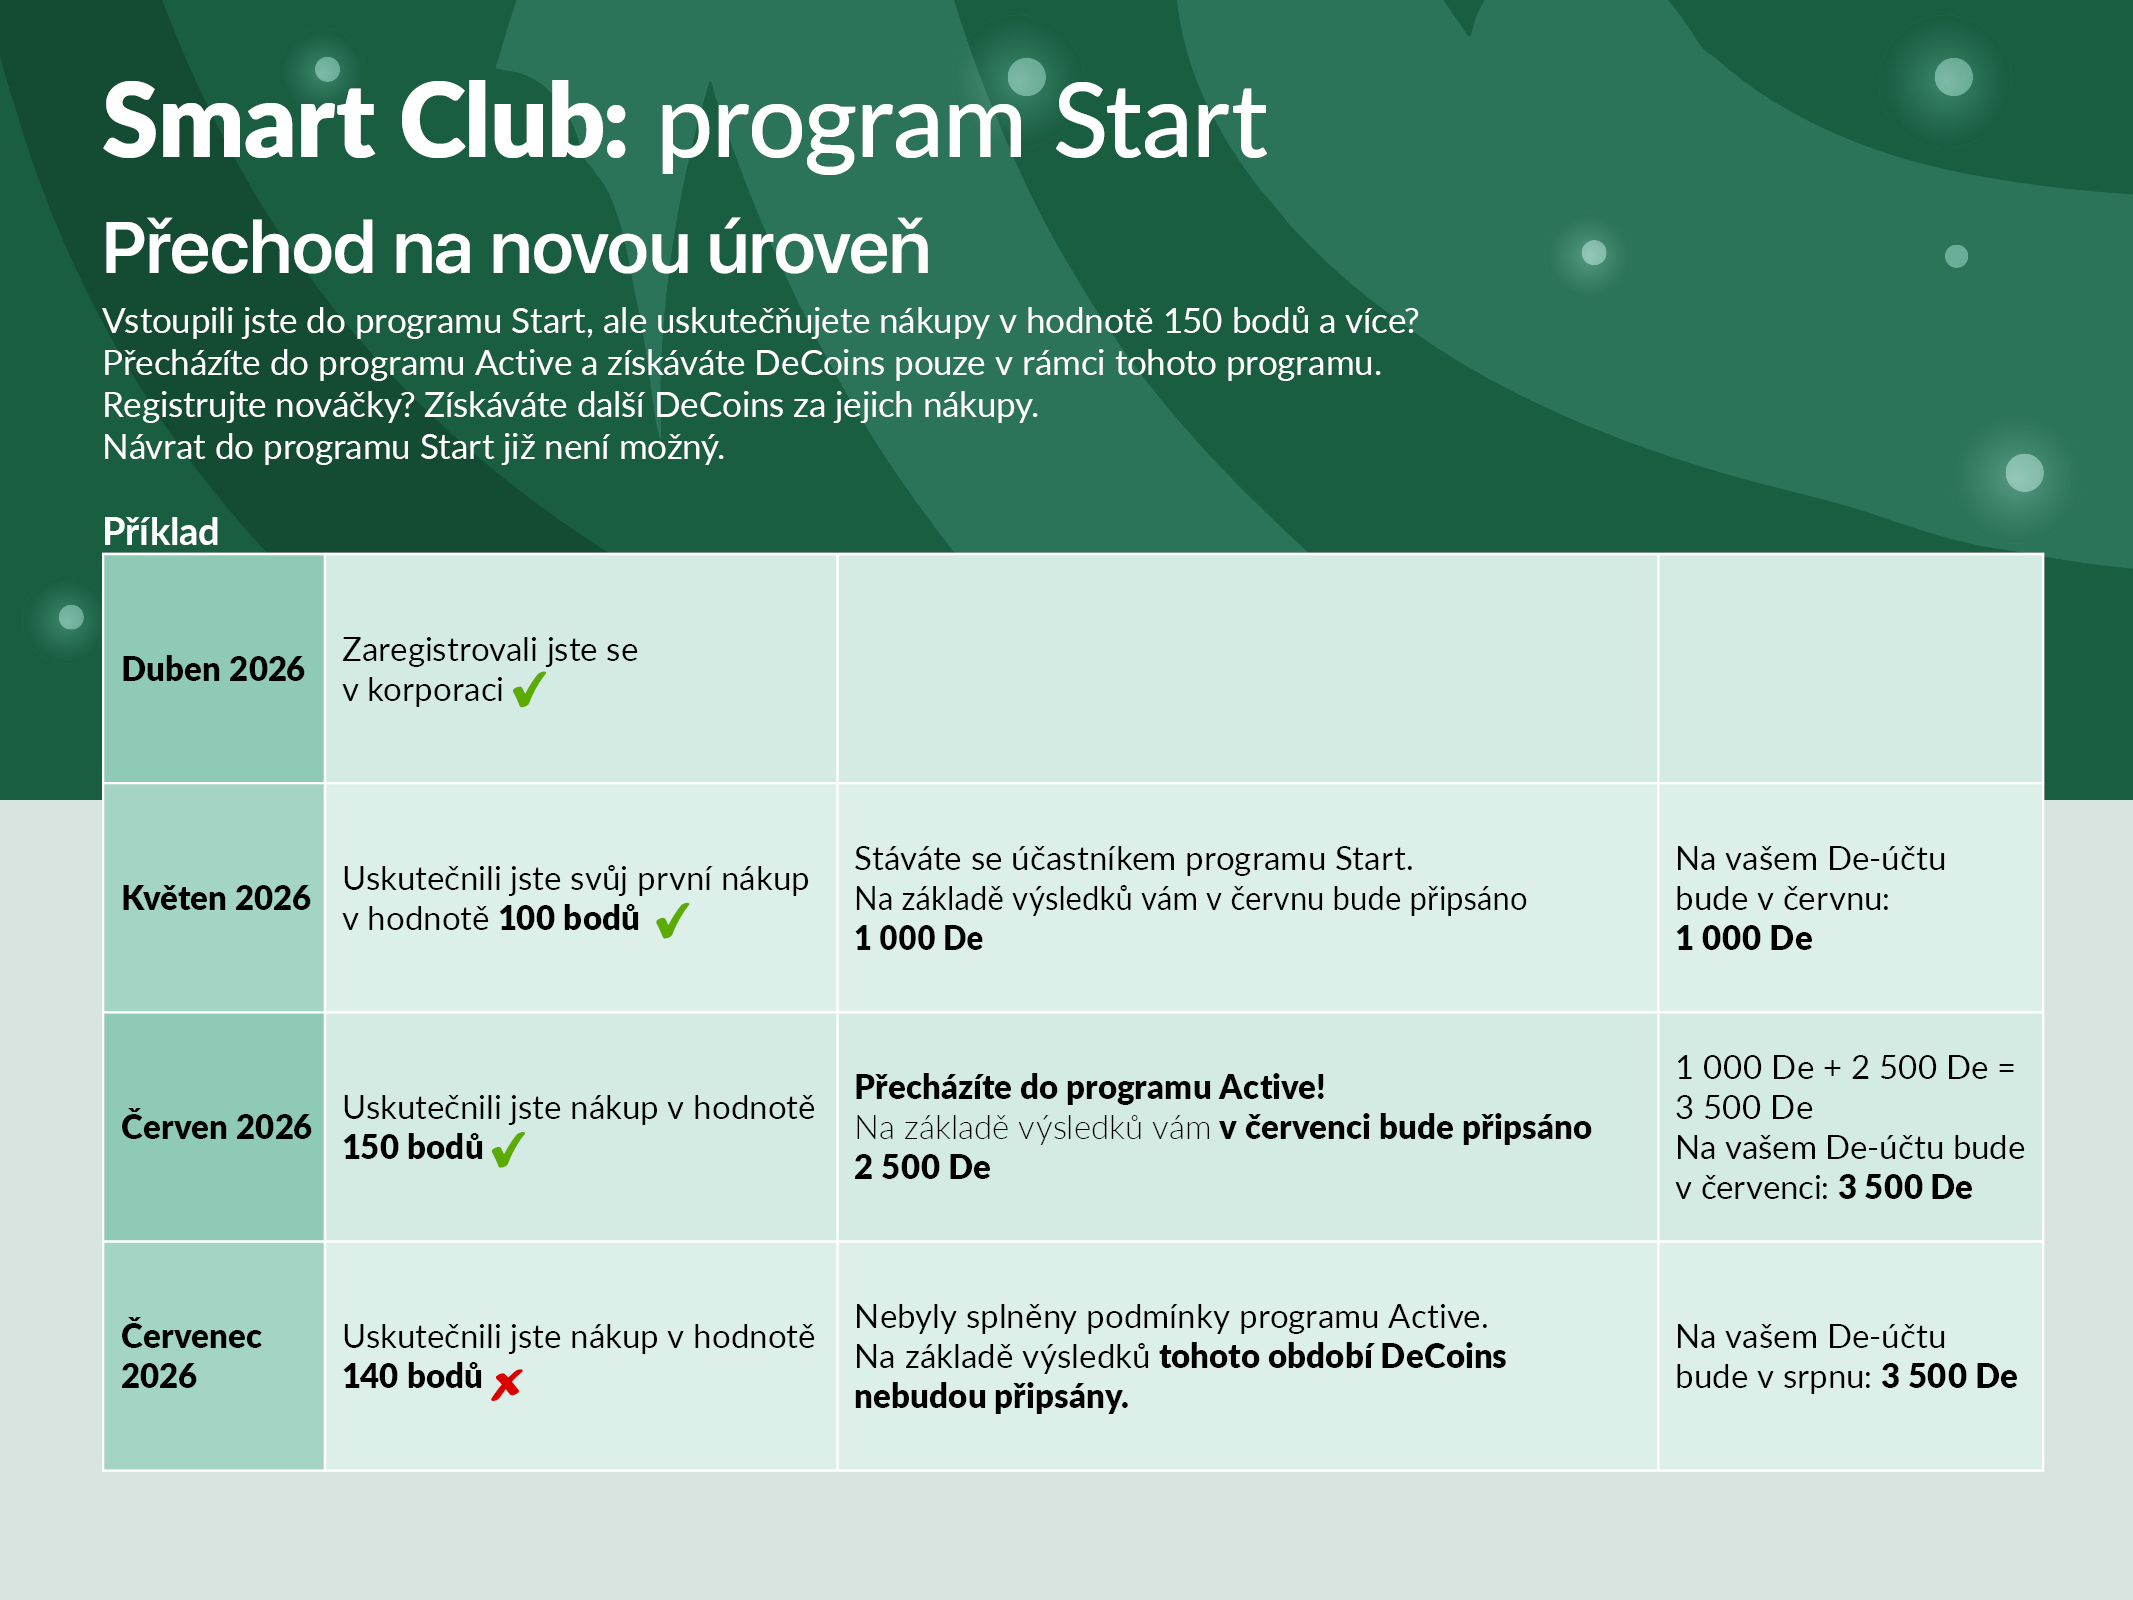 Smart Club: program Start
Přechod na novou úroveň
Vstoupili jste do programu Start, ale uskutečňujete nákupy v hodnotě 150 bodů a více?
Přecházíte do programu Active a získáváte DeCoins pouze v rámci tohoto programu.
Registrujte nováčky? Získáváte další DeCoins za jejich nákupy.
Návrat do programu Start již není možný.
Příklad
Duben 2026
Zaregistrovali jste se
v korporaci ✔
Květen 2026
Uskutečnili jste svůj první nákup
v hodnotě 100 bodů ✔
Stáváte se účastníkem programu Start.
Na základě výsledků vám v červnu bude připsáno
1 000 De
Na vašem De-účtu
bude v červnu:
1 000 De
Červen 2026
Uskutečnili jste nákup v hodnotě
150 bodů ✔
Přecházíte do programu Active!
Na základě výsledků vám v červenci bude připsáno
2 500 De
1 000 De + 2 500 De =
3 500 De
Na vašem De-účtu bude
v červenci: 3 500 De
Červenec
2026
Uskutečnili jste nákup v hodnotě
140 bodů ✘
Nebyly splněny podmínky programu Active.
Na základě výsledků tohoto období DeCoins
nebudou připsány.
Na vašem De-účtu
bude v srpnu: 3 500 De